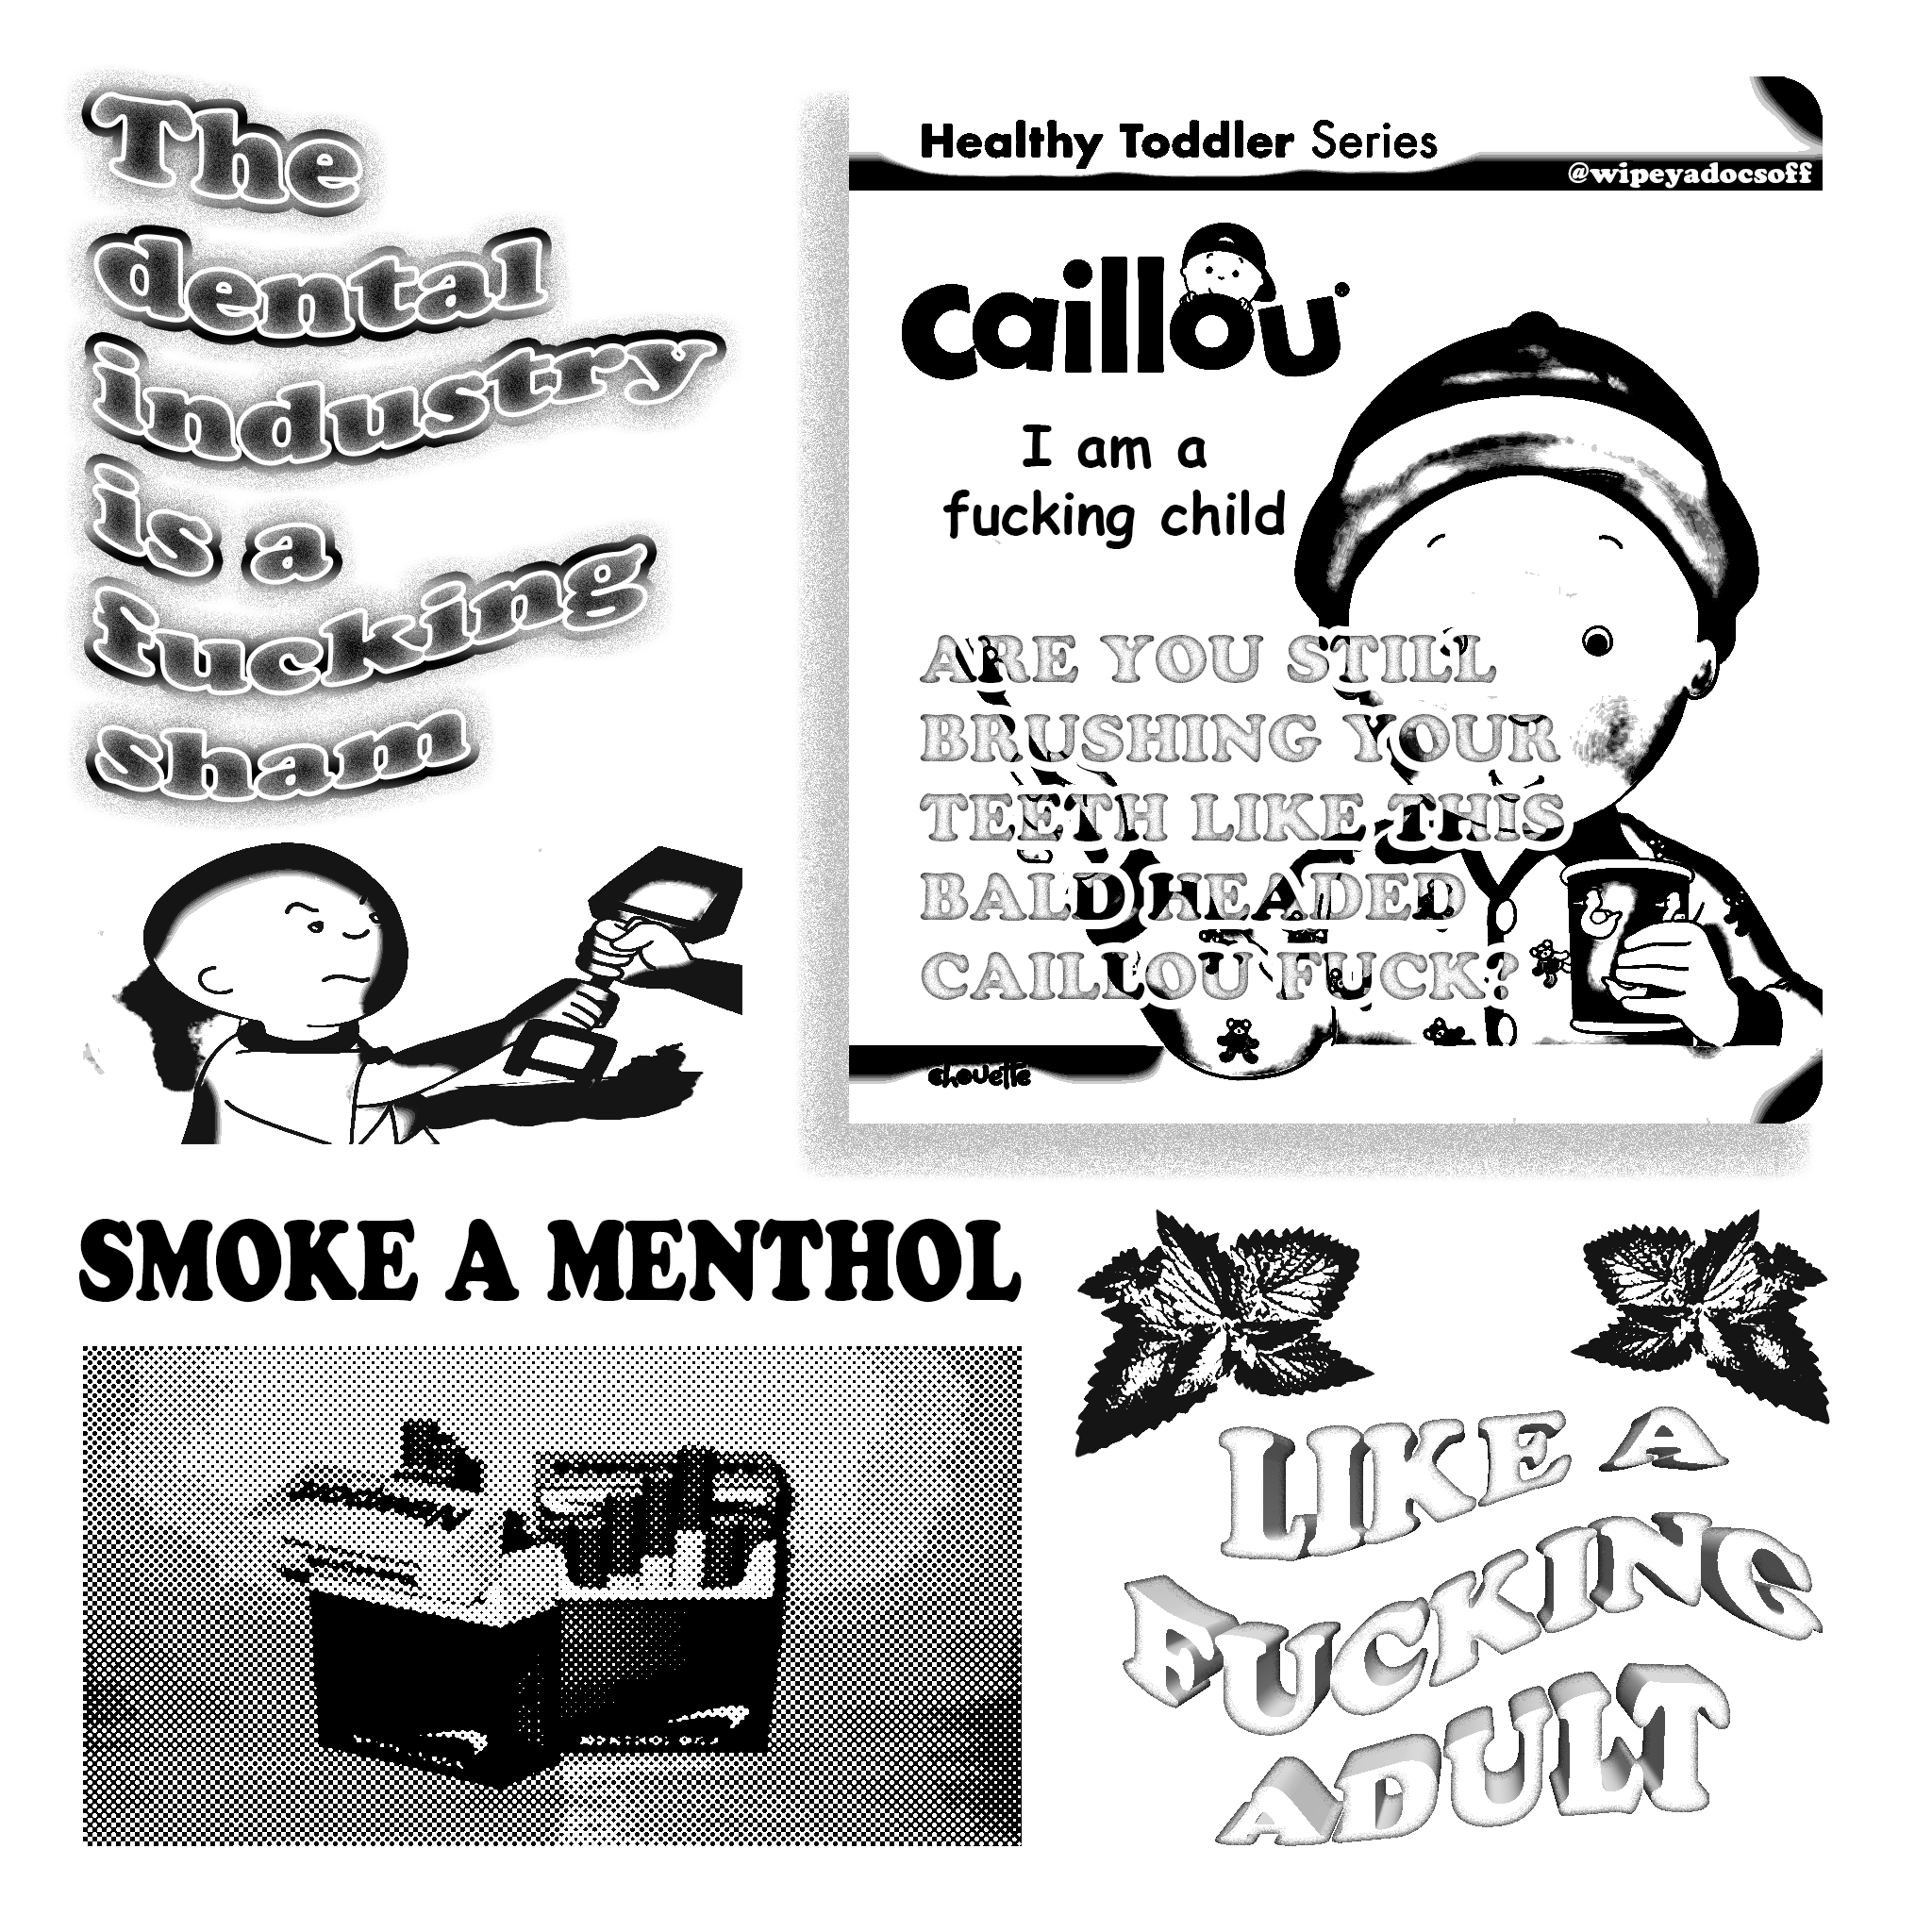 The
dental
industry
is a
fucking
sham
Healthy Toddler Series
@wipeyadocsoff
caillou
I am a
fucking child
ARE YOU STILL
BRUSHING YOUR
TEETH LIKE THIS
BALD HEADED
CAILLOU FUCK?
chouette
SMOKE A MENTHOL
LIKE A
FUCKING
ADULT